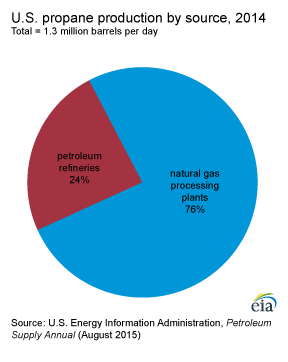 U.S. propane production by source, 2014
Total = 1.3 million barrels per day
petroleum
refineries
24%
natural gas
processing
plants
76%
eia
Source: U.S. Energy Information Administration, Petroleum
Supply Annual (August 2015)